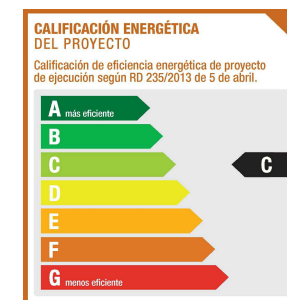 CALIFICACIÓN ENERGÉTICA
DEL PROYECTO
Calificación de eficiencia energética de proyecto
de ejecución según RD 235/2013 de 5 de abril.
A más eficiente
B
C
C
D
E
F
G menos eficiente